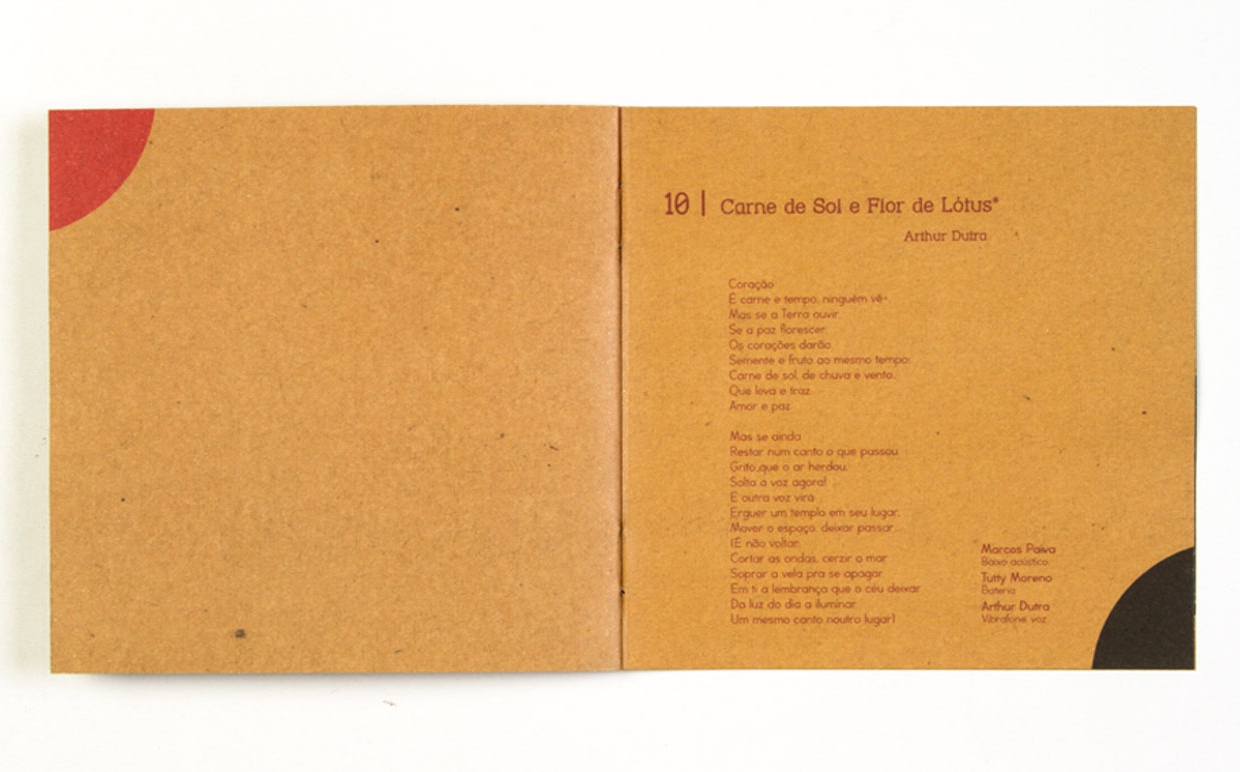 10 | Carne de Sol e Flor de Lótus*
Arthur Dutra
Coração
É carne e tempo, ninguém vê-
Mas se a Terra ouvir,
Se a paz florescer,
Os corações darão
Semente e fruto ao mesmo tempo:
Carne de sol, de chuva e vento,
Que leva e traz
Amor e paz
Mas se ainda
Restar num canto o que passou
Grito,que o ar herdou,
Solta a voz agora!
E outra voz virá
Erguer um templo em seu lugar,
Mover o espaço, deixar passar...
(E não voltar,
Cortar as ondas, cerzir o mar
Soprar a vela pra se apagar
Em ti a lembrança que o céu deixar
Da luz do dia a iluminar
Um mesmo canto noutro lugar)
Marcos Paiva
Baixo acústico
Tutty Moreno
Bateria
Arthur Dutra
Vibrafone, voz